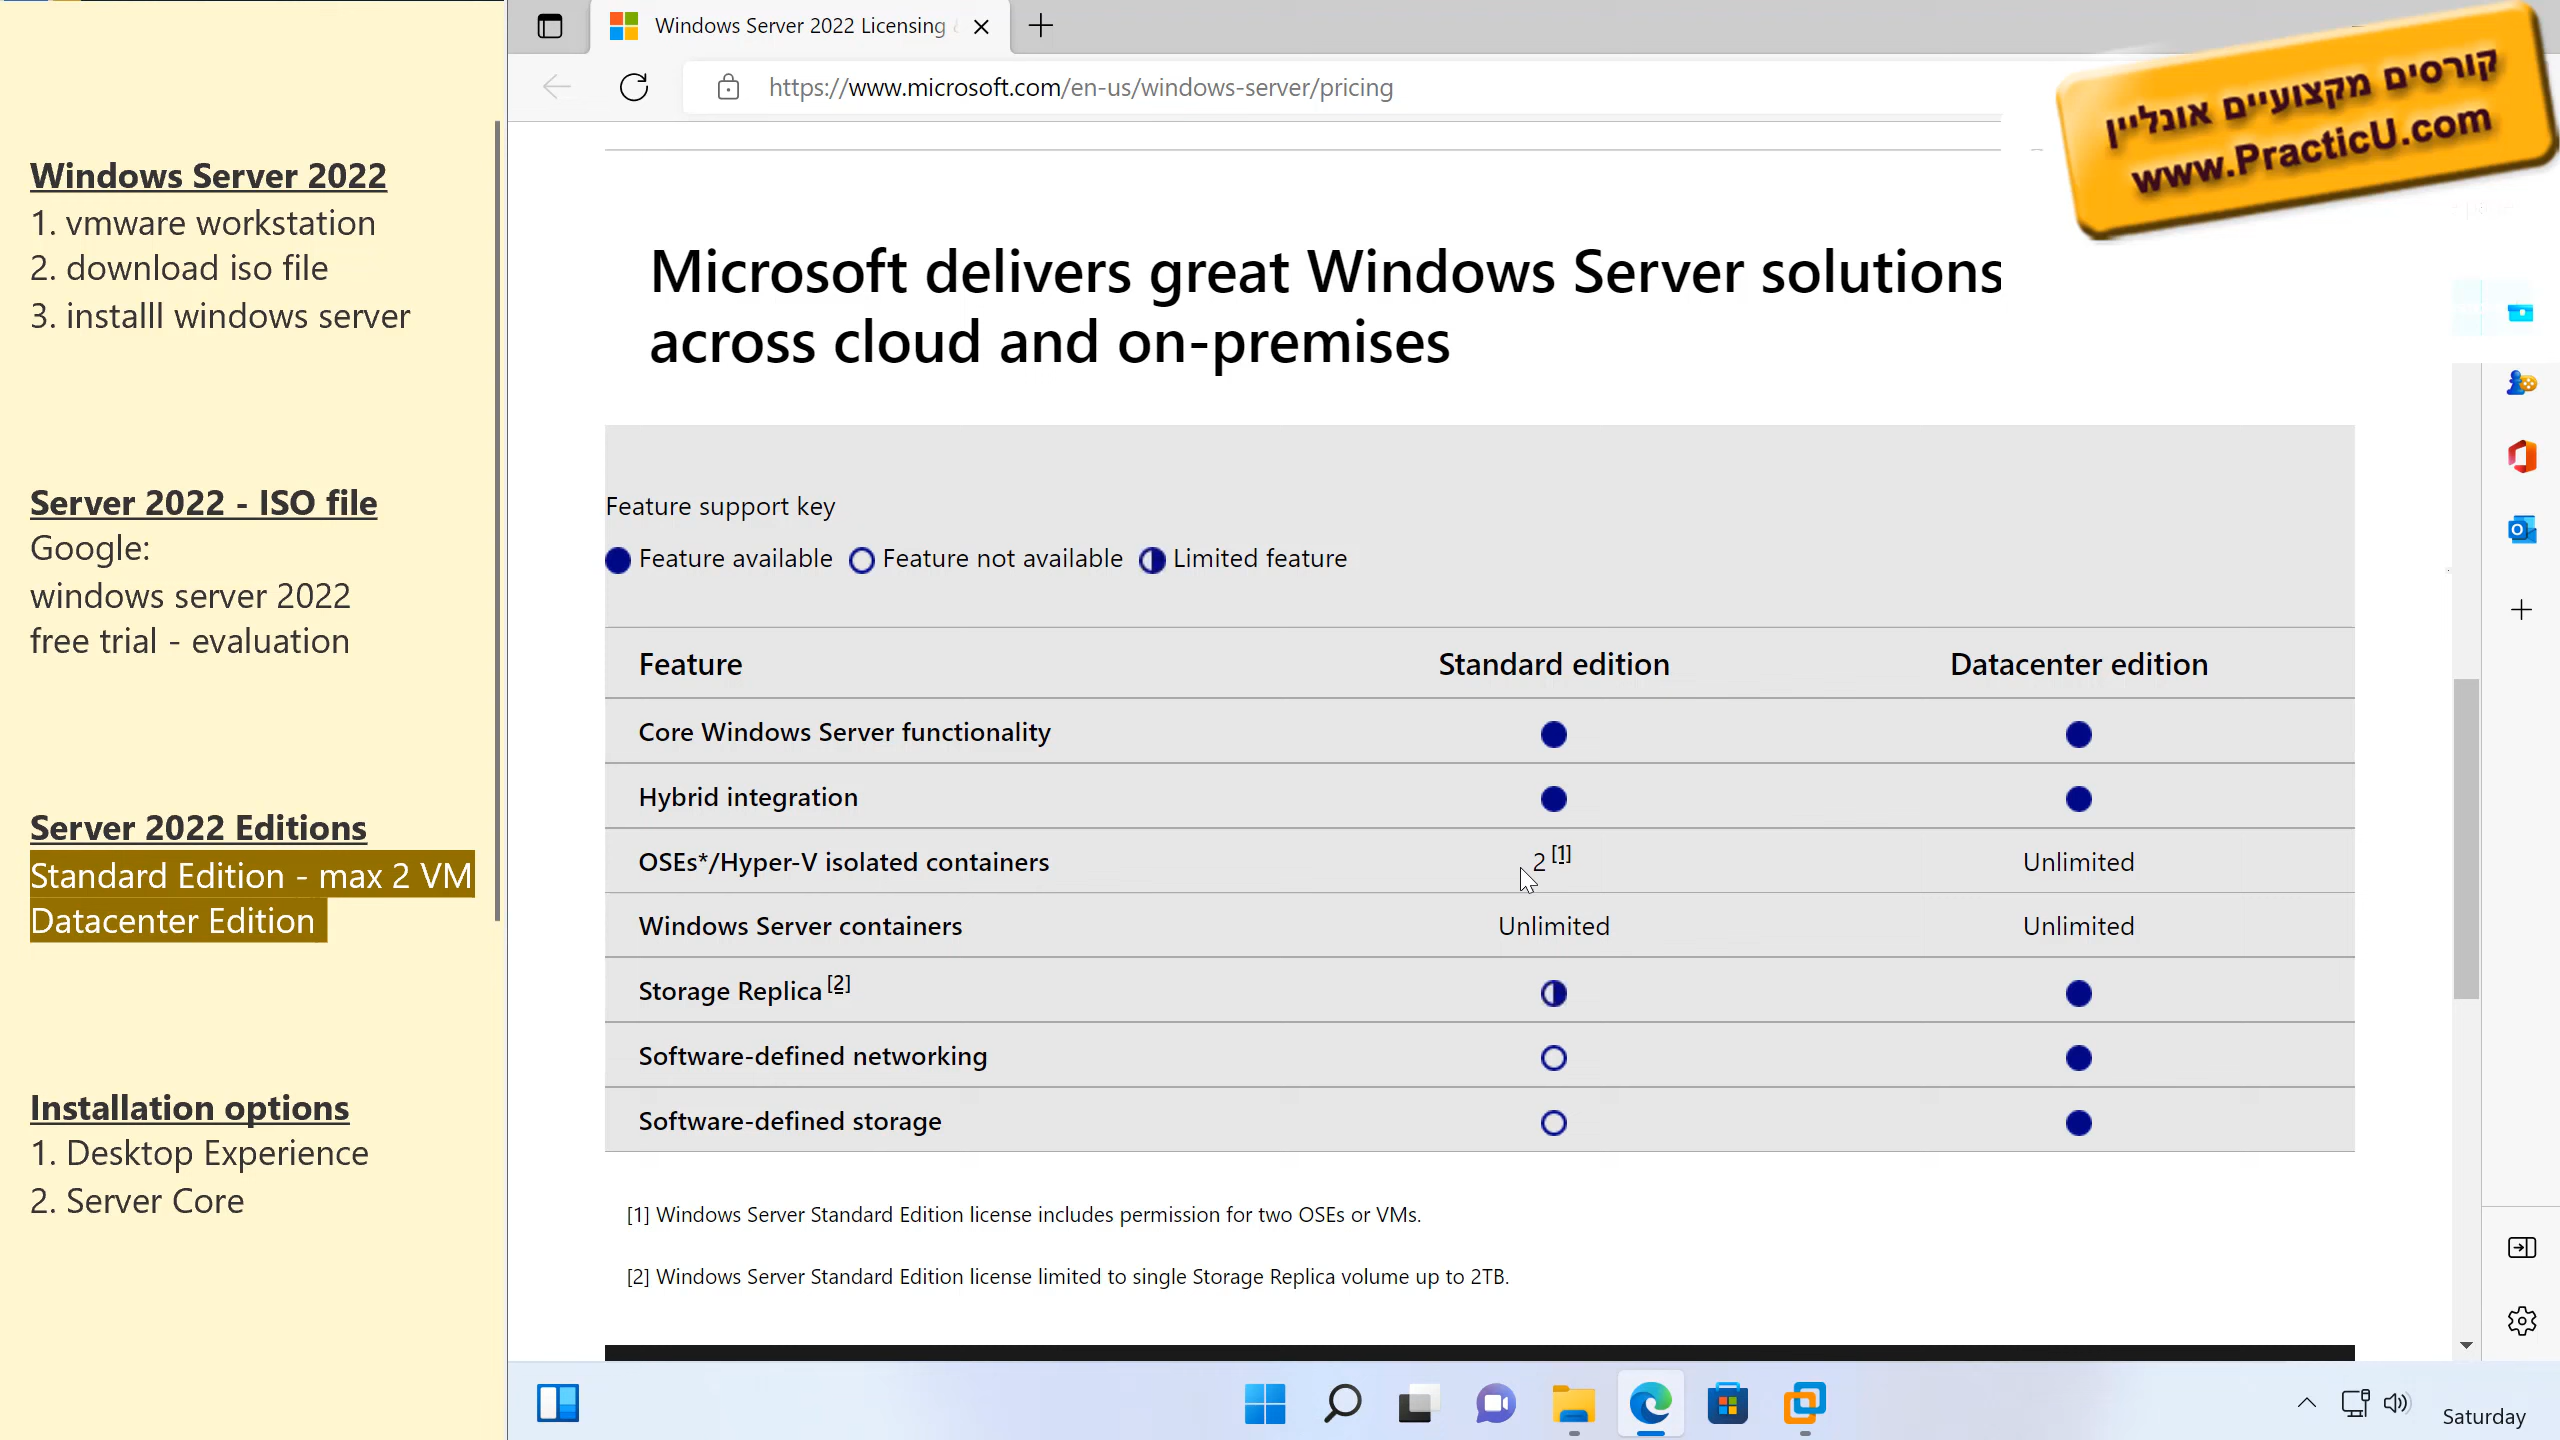 Windows Server 2022
1. vmware workstation
2. download iso file
3. installl windows server
Server 2022 - ISO file
Google:
windows server 2022
free trial - evaluation
Server 2022 Editions
Standard Edition - max 2 VM
Datacenter Edition
Installation options
1. Desktop Experience
2. Server Core
Windows Server 2022 Licensing
https://www.microsoft.com/en-us/windows-server/pricing
קורסים מקצועיים אונליין
www.PracticU.com
Microsoft delivers great Windows Server solutions
across cloud and on-premises
Feature support key
Feature available Feature not available Limited feature
Feature Standard edition Datacenter edition
Core Windows Server functionality
Hybrid integration
OSEs*/Hyper-V isolated containers 2 [1] Unlimited
Windows Server containers Unlimited Unlimited
Storage Replica [2]
Software-defined networking
Software-defined storage
[1] Windows Server Standard Edition license includes permission for two OSEs or VMs.
[2] Windows Server Standard Edition license limited to single Storage Replica volume up to 2TB.
Saturday